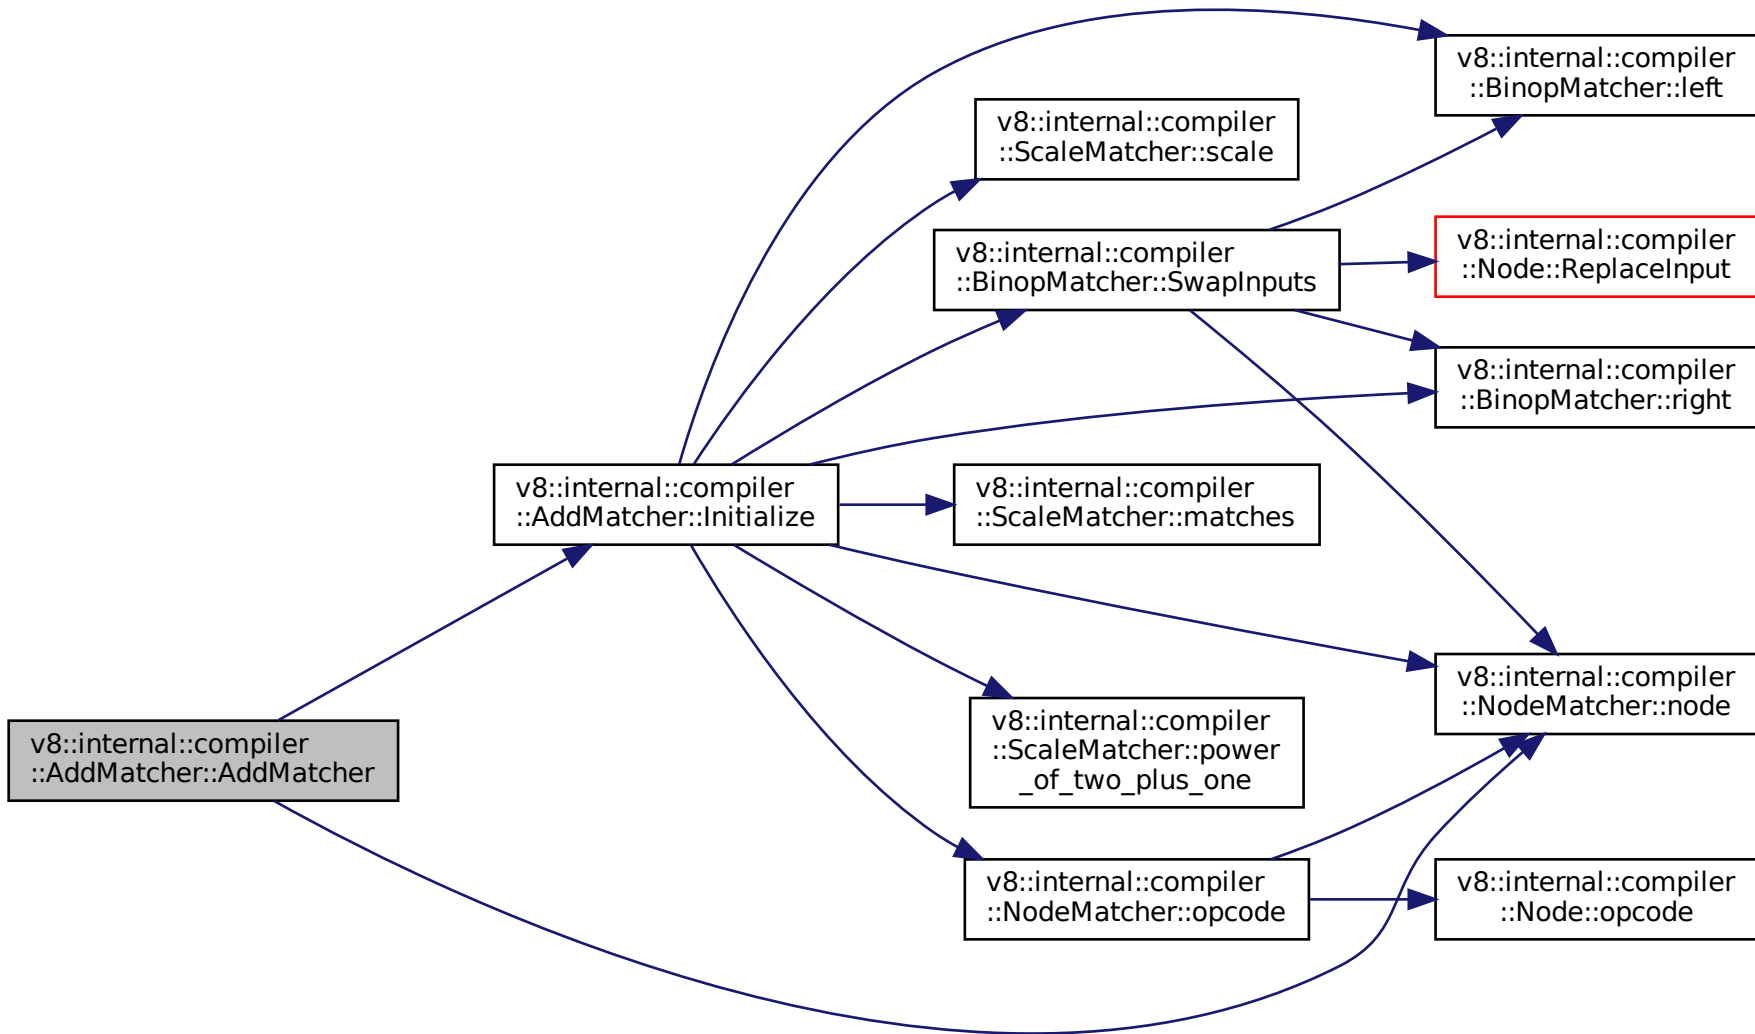 v8::internal::compiler
::BinopMatcher::left
v8::internal::compiler
::ScaleMatcher::scale
v8::internal::compiler
::BinopMatcher::SwapInputs
v8::internal::compiler
::Node::ReplaceInput
v8::internal::compiler
::BinopMatcher::right
v8::internal::compiler
::AddMatcher::Initialize
v8::internal::compiler
::ScaleMatcher::matches
v8::internal::compiler
::NodeMatcher::node
v8::internal::compiler
::ScaleMatcher::power
_of_two_plus_one
v8::internal::compiler
::AddMatcher::AddMatcher
v8::internal::compiler
::NodeMatcher::opcode
v8::internal::compiler
::Node::opcode